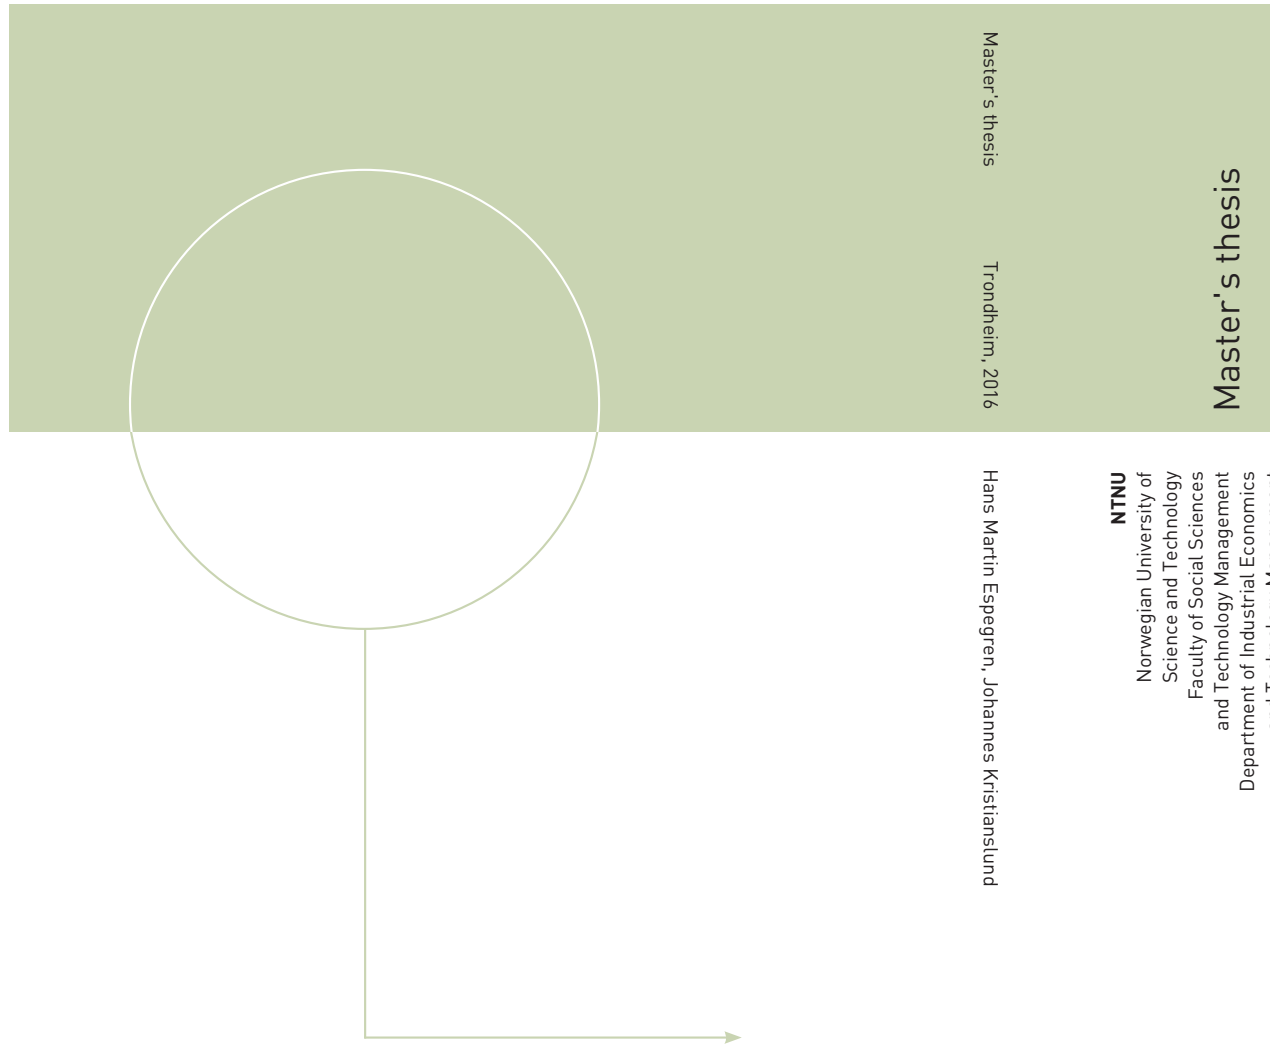 Master's thesis
Trondheim, 2016
Hans Martin Espegren, Johannes Kristianslund
Master's thesis
NTNU
Norwegian University of
Science and Technology
Faculty of Social Sciences
and Technology Management
Department of Industrial Economics